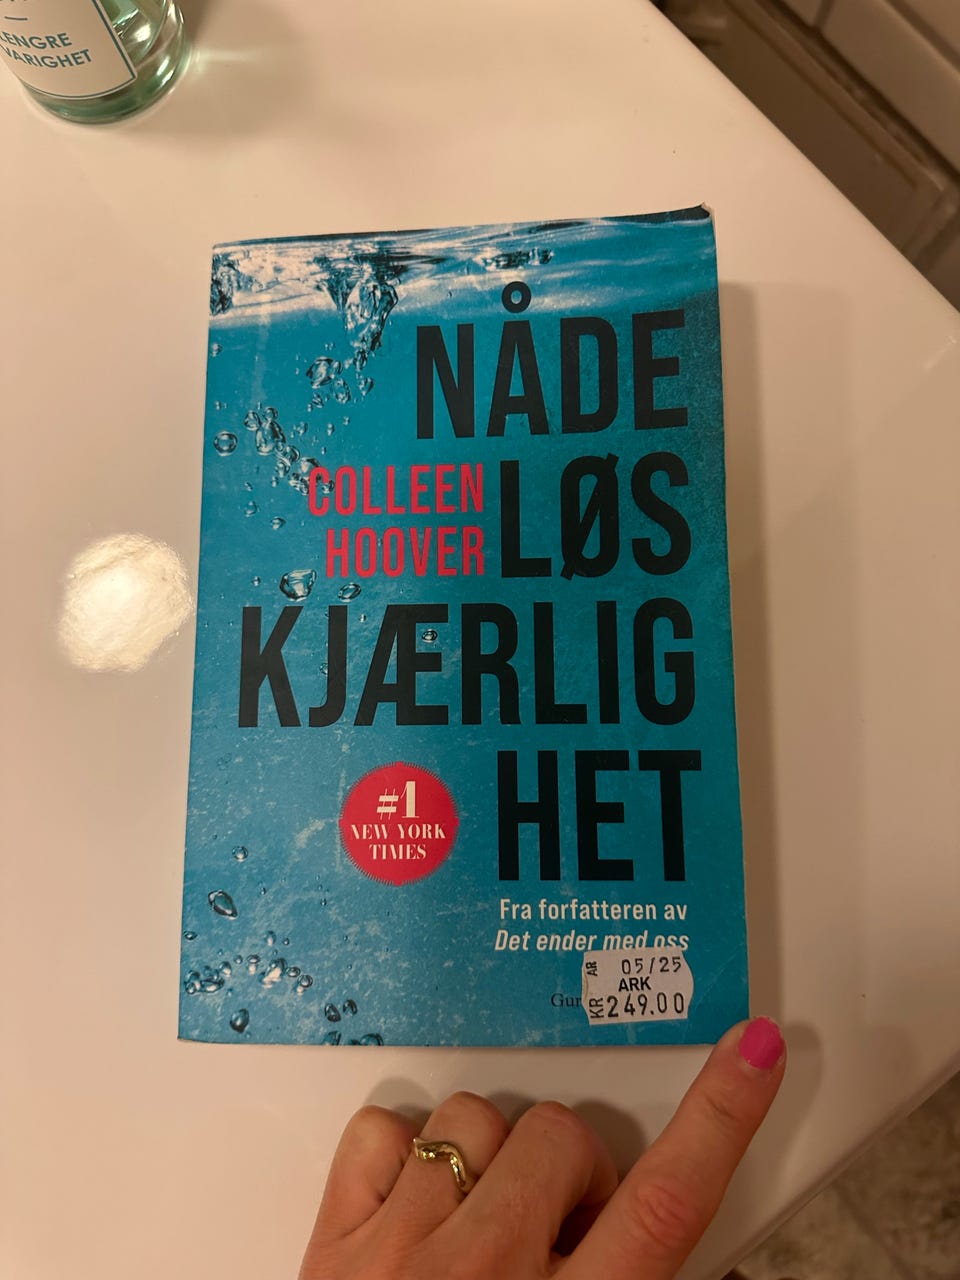 LENGRE
VARIGHET
NÅDE
COLLEEN
HOOVER
LØS
KJÆRLIG
HET
#1
NEW YORK
TIMES
Fra forfatteren av
Det ender med oss
AR 05/25
ARK
KR 249.00